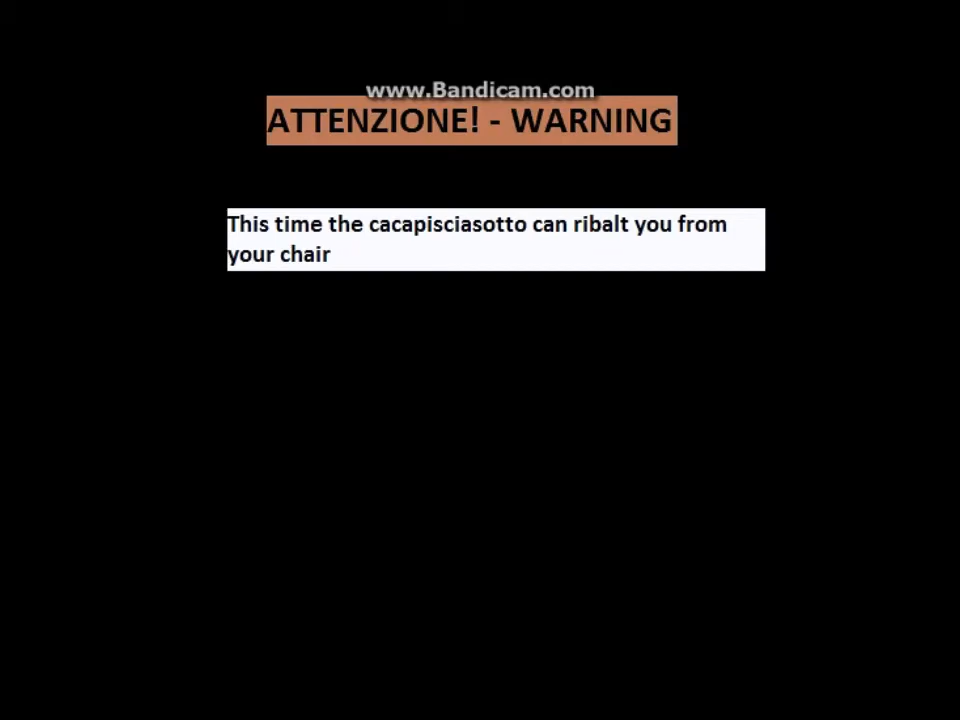 www.Bandicam.com
ATTENZIONE! - WARNING
This time the cacapisciasotto can ribalt you from
your chair